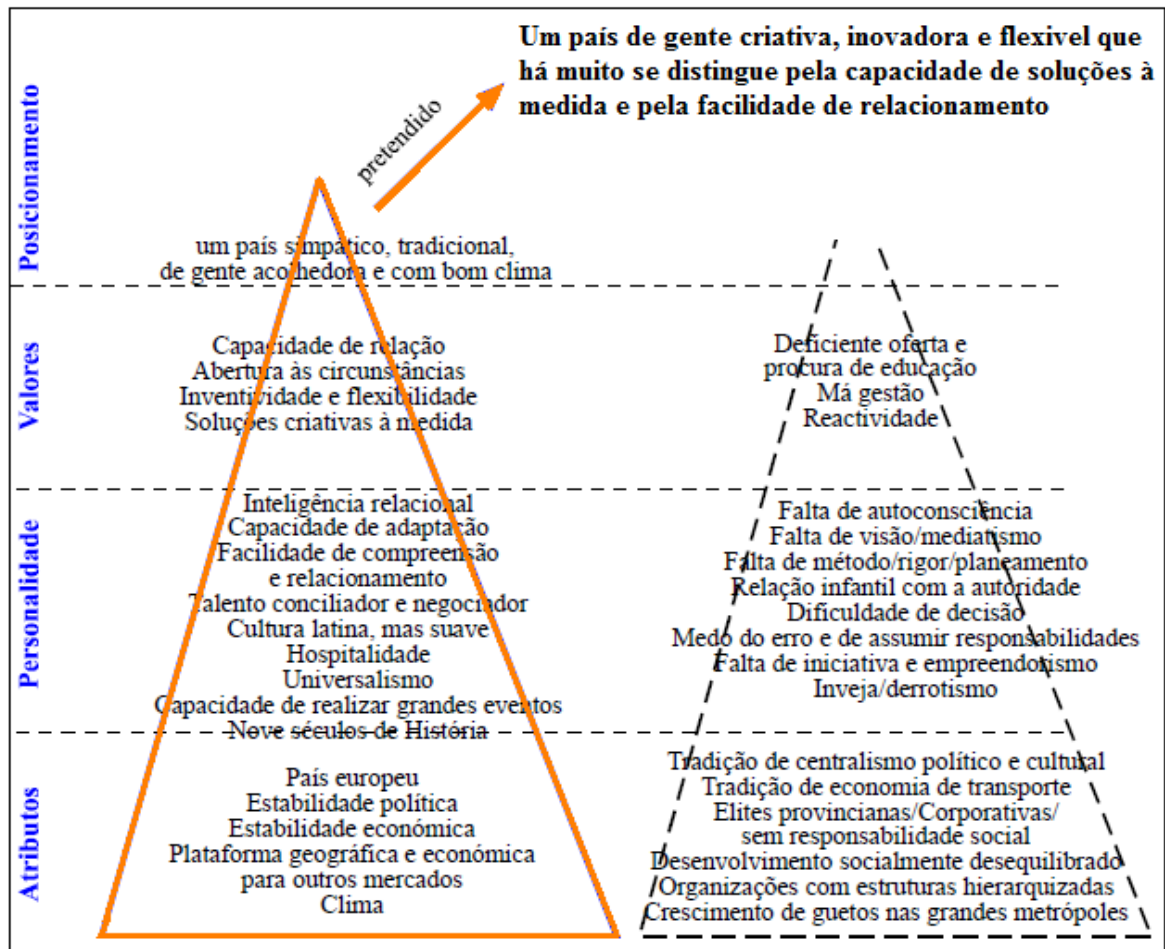 Um país de gente criativa, inovadora e flexivel que
há muito se distingue pela capacidade de soluções à
medida e pela facilidade de relacionamento
pretendido
Posicionamento
um país simpático, tradicional,
de gente acolhedora e com bom clima
Valores
Capacidade de relação
Abertura às circunstâncias
Inventividade e flexibilidade
Soluções criativas à medida
Deficiente oferta e
procura de educação
Má gestão
Reactividade
Personalidade
Inteligência relacional
Capacidade de adaptação
Facilidade de compreensão
e relacionamento
Talento conciliador e negociador
Cultura latina, mas suave
Hospitalidade
Universalismo
Capacidade de realizar grandes eventos
Nove séculos de História
Falta de autoconsciência
Falta de visão/mediatismo
Falta de método/rigor/planeamento
Relação infantil com a autoridade
Dificuldade de decisão
Medo do erro e de assumir responsabilidades
Falta de iniciativa e empreendorismo
Inveja/derrotismo
Atributos
País europeu
Estabilidade política
Estabilidade económica
Plataforma geográfica e económica
para outros mercados
Clima
Tradição de centralismo político e cultural
Tradição de economia de transporte
Elites provincianas/Corporativas/
sem responsabilidade social
Desenvolvimento socialmente desequilibrado
Organizações com estruturas hierarquizadas
Crescimento de guetos nas grandes metrópoles